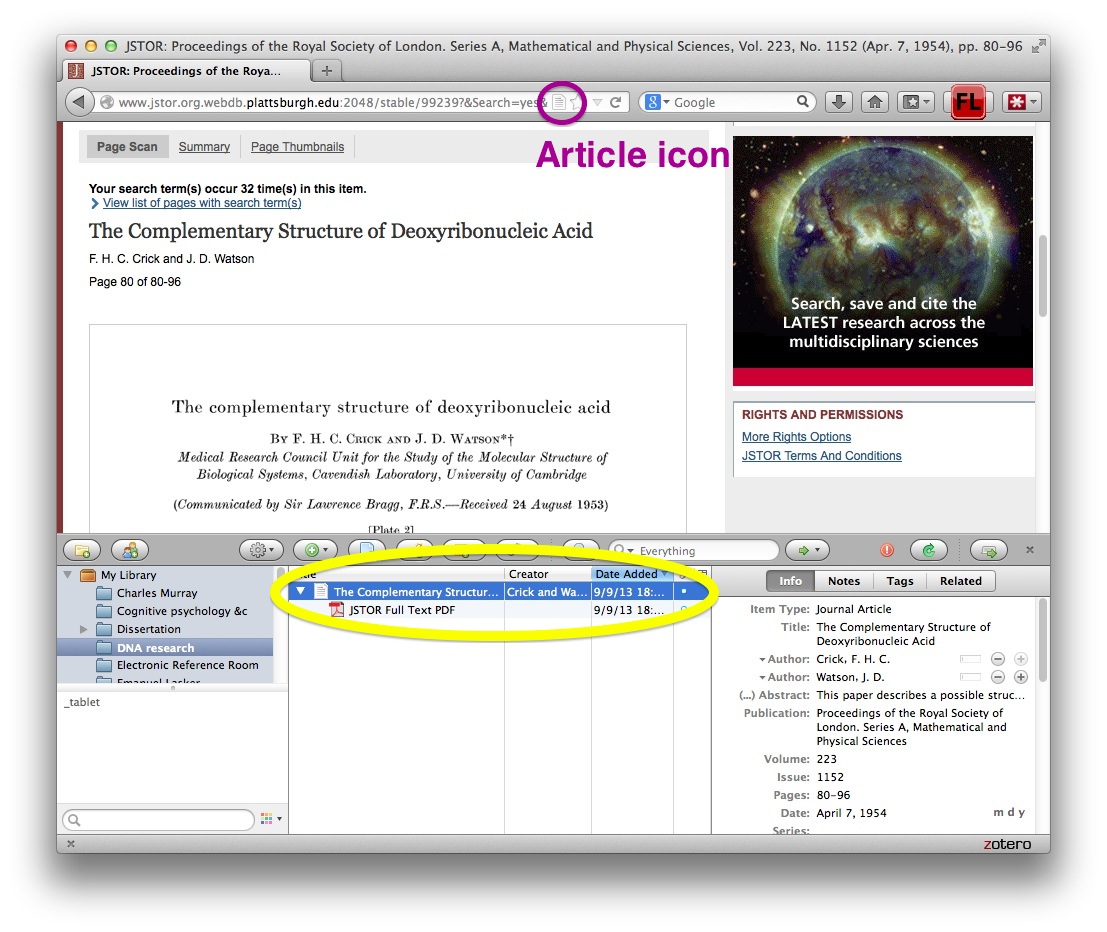 JSTOR: Proceedings of the Royal Society of London. Series A, Mathematical and Physical Sciences, Vol. 223, No. 1152 (Apr. 7, 1954), pp. 80-96
JSTOR: Proceedings of the Roya...
www.jstor.org.webdb.plattsburgh.edu:2048/stable/99239?&Search=yes&
Google
FL
Article icon
Page Scan Summary Page Thumbnails
Your search term(s) occur 32 time(s) in this item.
View list of pages with search term(s)
The Complementary Structure of Deoxyribonucleic Acid
F. H. C. Crick and J. D. Watson
Page 80 of 80-96
The complementary structure of deoxyribonucleic acid
By F. H. C. Crick and J. D. Watson*†
Medical Research Council Unit for the Study of the Molecular Structure of
Biological Systems, Cavendish Laboratory, University of Cambridge
(Communicated by Sir Lawrence Bragg, F.R.S.—Received 24 August 1953)
[Plate 2]
Search, save and cite the
LATEST research across the
multidisciplinary sciences
RIGHTS AND PERMISSIONS
More Rights Options
JSTOR Terms And Conditions
Everything
My Library
Charles Murray
Cognitive psychology &c
Dissertation
DNA research
Electronic Reference Room
Emanuel Lasker
_tablet
Creator Date Added
The Complementary Structur... Crick and Wa... 9/9/13 18:...
JSTOR Full Text PDF 9/9/13 18:...
Info Notes Tags Related
Item Type: Journal Article
Title: The Complementary Structure of
Deoxyribonucleic Acid
Author: Crick, F. H. C.
Author: Watson, J. D.
(...) Abstract: This paper describes a possible struc...
Publication: Proceedings of the Royal Society of
London. Series A, Mathematical and
Physical Sciences
Volume: 223
Issue: 1152
Pages: 80-96
Date: April 7, 1954 m d y
Series:
zotero